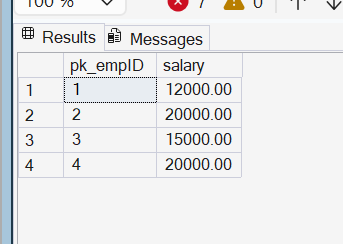 100 %
7 0
Results Messages
pk_empID salary
1 1 12000.00
2 2 20000.00
3 3 15000.00
4 4 20000.00